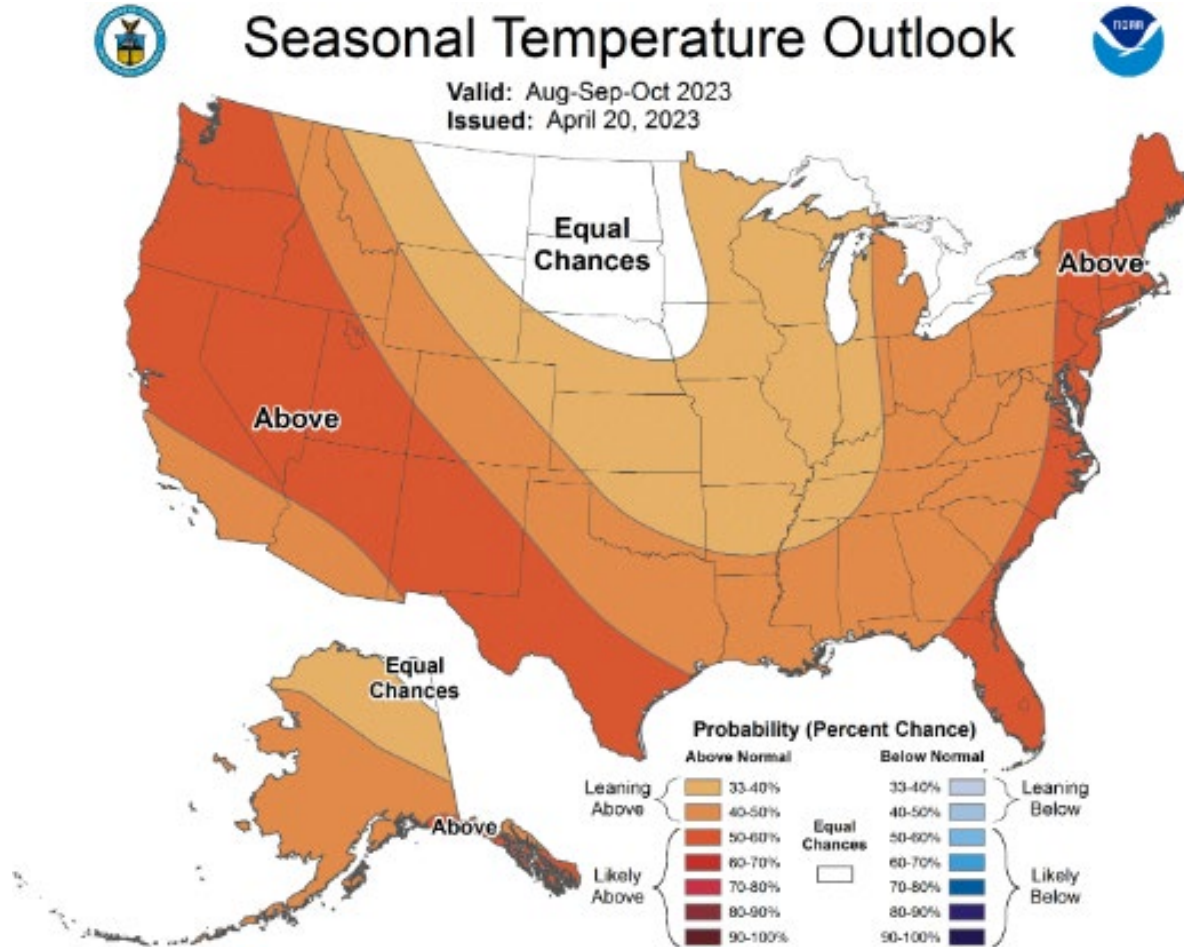 Seasonal Temperature Outlook
NOAA
Valid: Aug-Sep-Oct 2023
Issued: April 20, 2023
Equal
Chances
Above
Above
Equal
Chances
Above
Probability (Percent Chance)
Above Normal
Below Normal
Leaning
Above
33-40%
40-50%
Likely
Above
50-60%
60-70%
70-80%
80-90%
90-100%
Equal
Chances
33-40%
40-50%
Leaning
Below
50-60%
60-70%
70-80%
80-90%
90-100%
Likely
Below